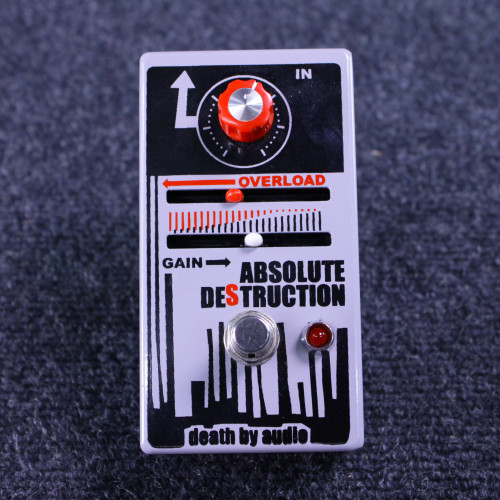 IN
OVERLOAD
GAIN
ABSOLUTE
DESTRUCTION
death by audio